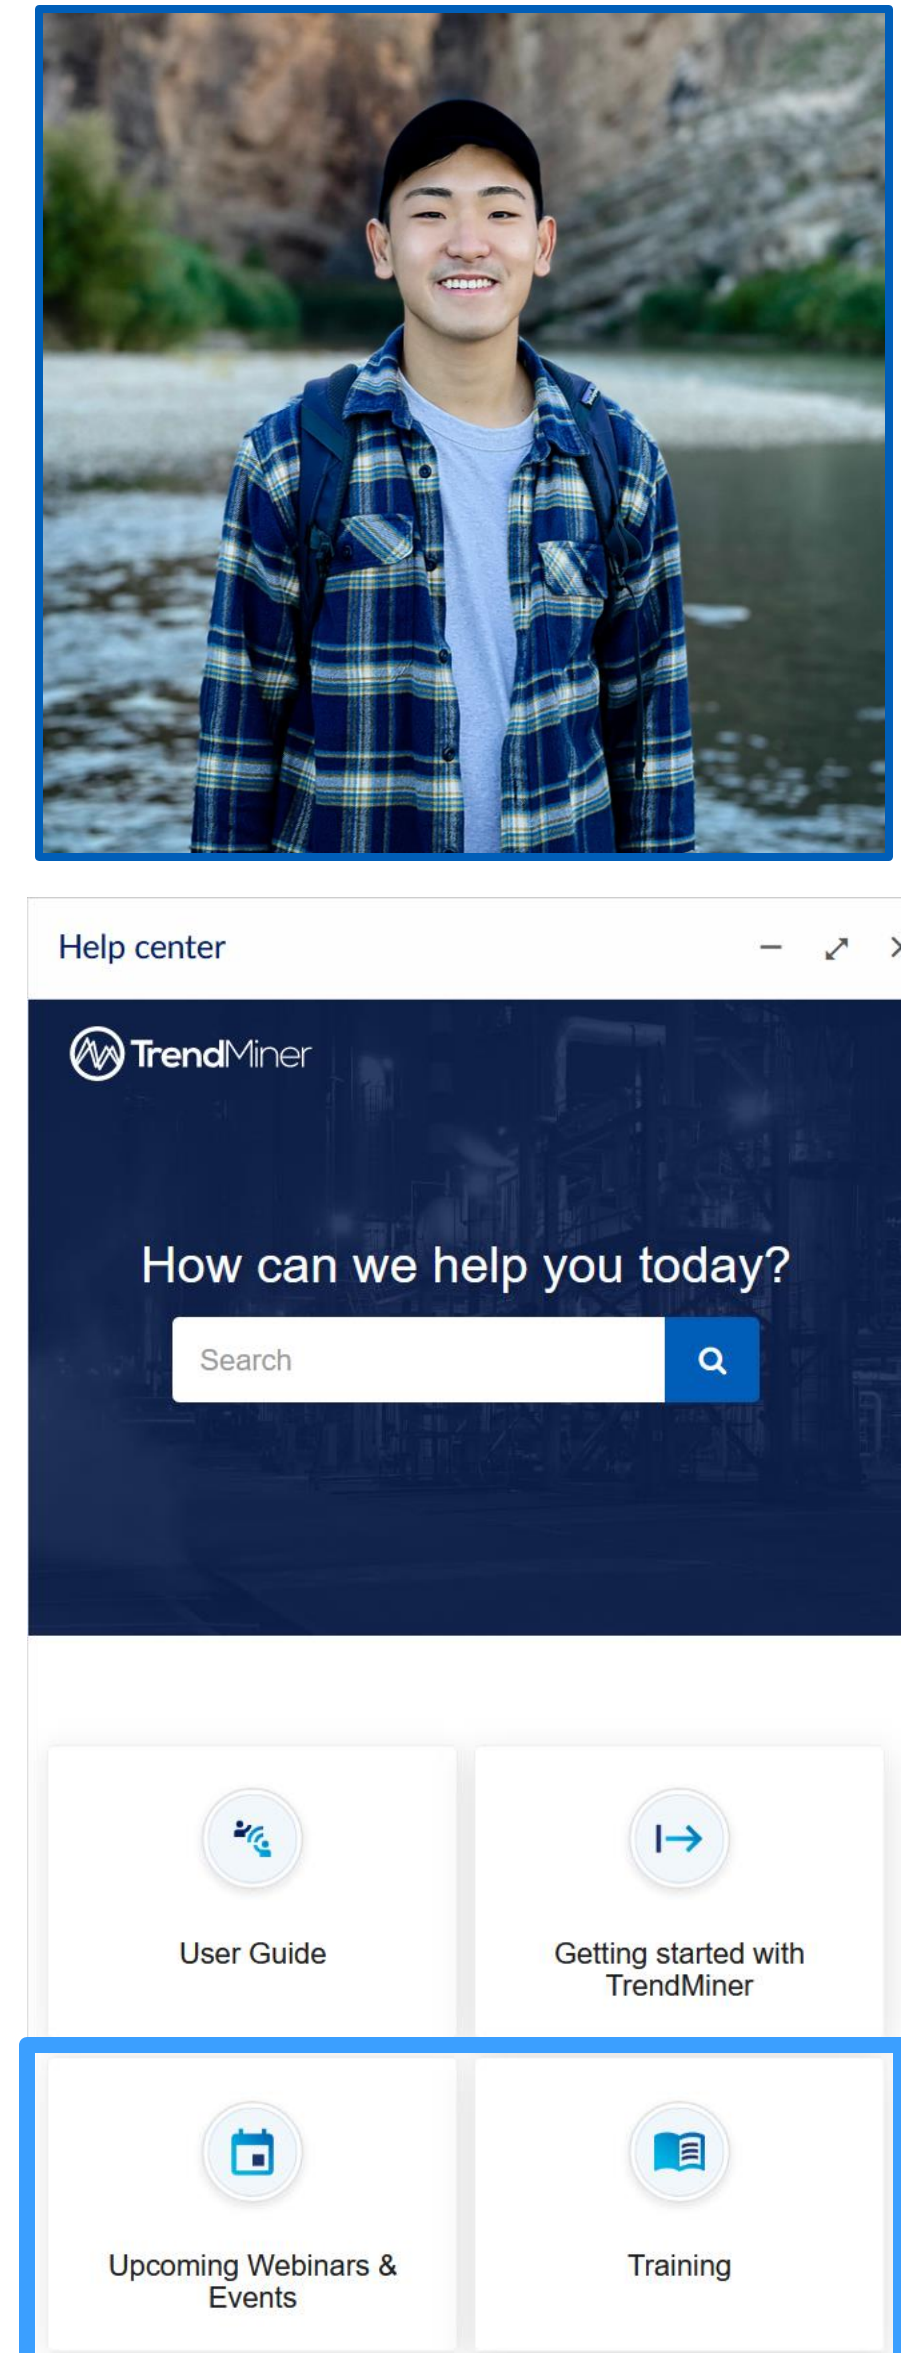 Help center
TrendMiner
How can we help you today?
Search
User Guide
Getting started with
TrendMiner
Upcoming Webinars &
Events
Training